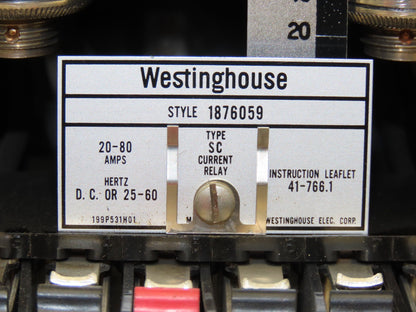 20
Westinghouse
STYLE 1876059
20-80
AMPS
HERTZ
D. C. OR 25-60
199P531H01
TYPE
SC
CURRENT
RELAY
M
INSTRUCTION LEAFLET
41-766.1
WESTINGHOUSE ELEC. CORP.